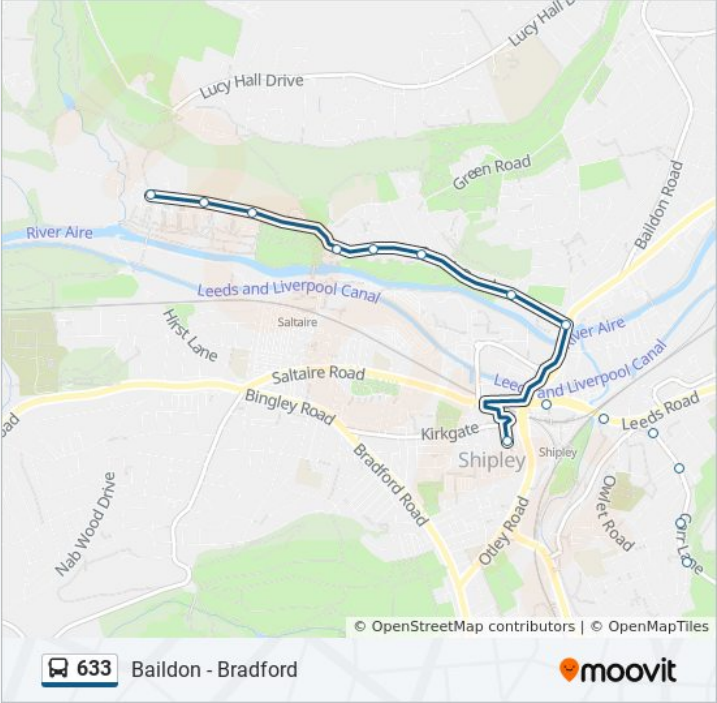 Lucy Hall D
Lucy Hall Drive
Green Road
Baildon Road
River Aire
Leeds and Liverpool Canal
Saltaire
Hirst Lane
ver Aire
Leeds and Liverpool Canal
Saltaire Road
Bingley Road
Leeds Road
oad
Kirkgate
Shipley
Shipley
Bradford Road
Nab Wood Drive
Otley Road
Owlet Road
Carr Lane
© OpenStreetMap contributors | © OpenMapTiles
633 Baildon - Bradford
moovit